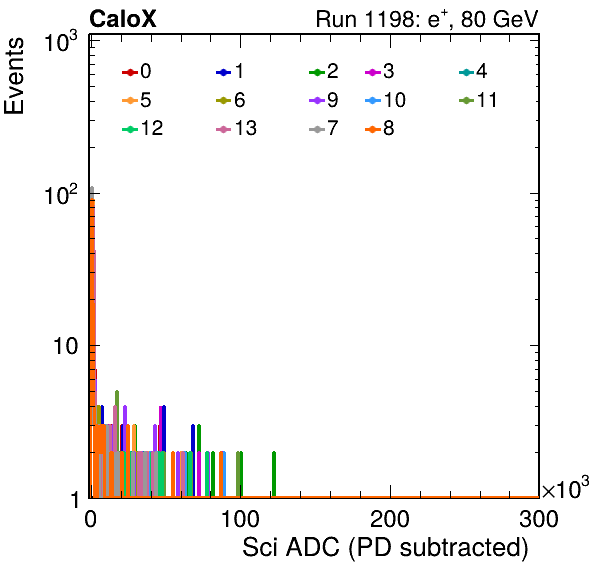 CaloX Run 1198: e⁺, 80 GeV
Events
10³
0 1 2 3 4
5 6 9 10 11
12 13 7 8
10²
10
1
×10³
0 100 200 300
Sci ADC (PD subtracted)